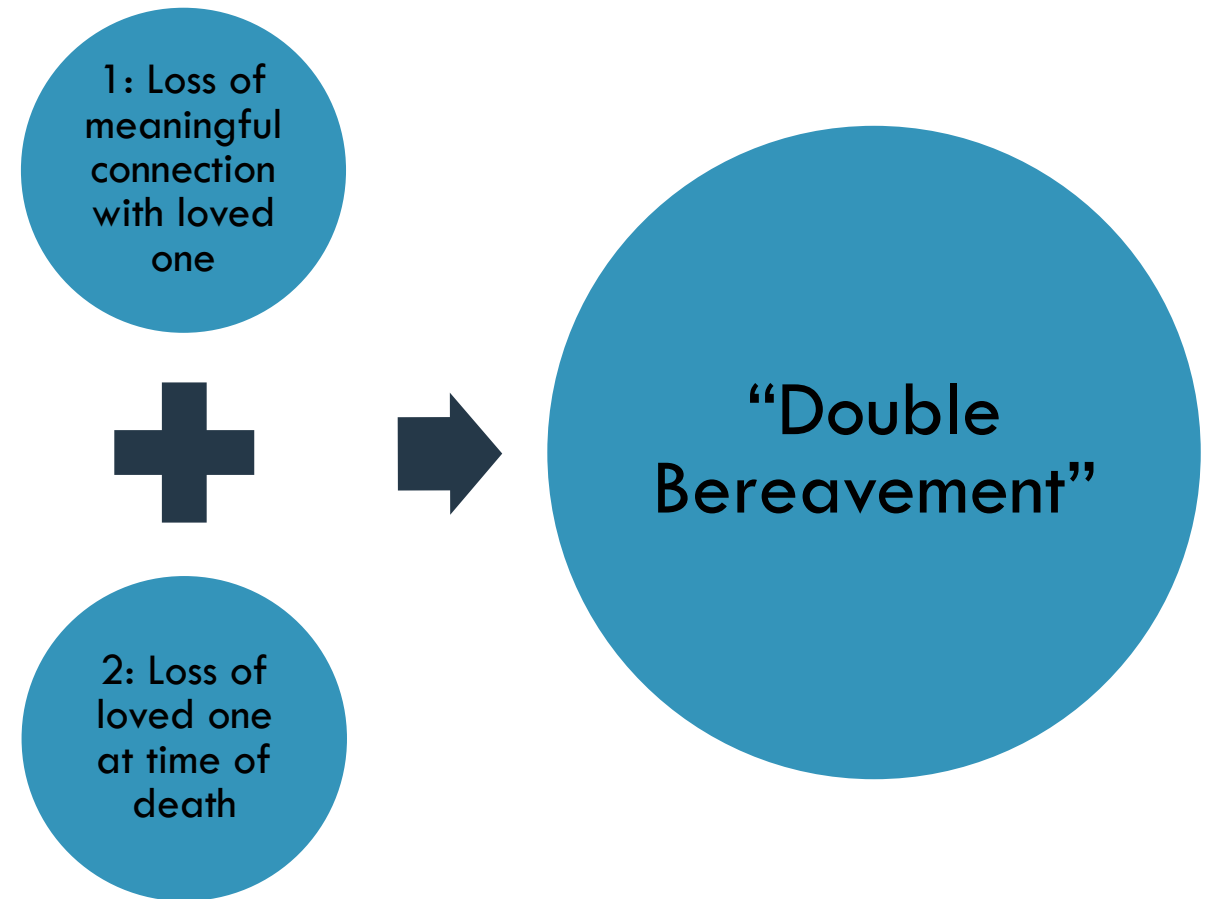 1: Loss of
meaningful
connection
with loved
one
2: Loss of
loved one
at time of
death
“Double
Bereavement”